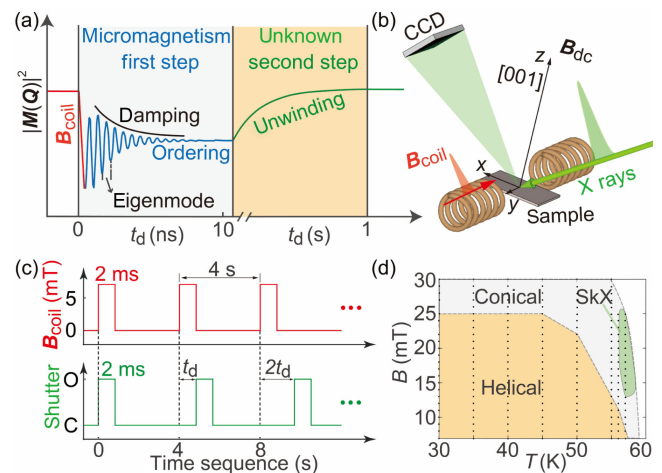 (a)
Micromagnetism
first step
Unknown
second step
|M(Q)|²
B_coil
Damping
Ordering
Eigenmode
Unwinding
0
t_d (ns)
10
t_d (s)
1
(b)
CCD
z
B_dc
[001]
B_coil
x
y
X rays
Sample
(c)
B_coil (mT)
5
0
2 ms
4 s
•••
Shutter
O
C
2 ms
t_d
2t_d
•••
0
4
8
Time sequence (s)
(d)
B (mT)
30
25
20
15
10
Conical
SkX
Helical
30
40
50
60
T (K)